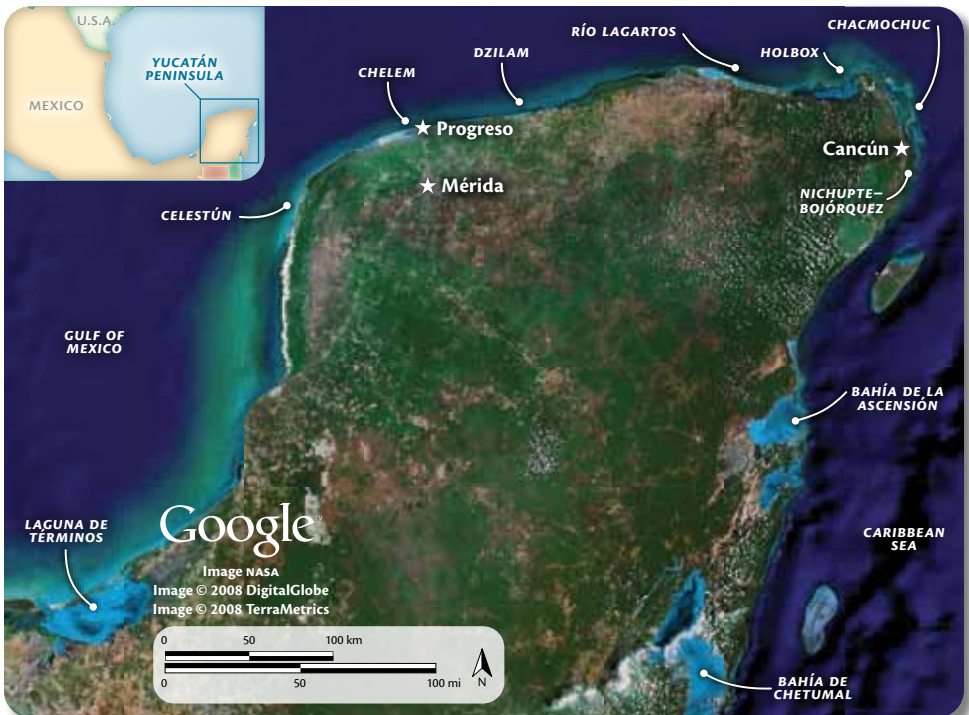 U.S.A.
MEXICO
YUCATÁN
PENINSULA
CHELEM
DZILAM
RÍO LAGARTOS
HOLBOX
CHACMOCHUC
Progreso
Mérida
Cancún
NICHUPTE–
BOJÓRQUEZ
CELESTÚN
GULF OF
MEXICO
BAHÍA DE LA
ASCENSIÓN
LAGUNA DE
TÉRMINOS
CARIBBEAN
SEA
Google™
Image NASA
Image © 2008 DigitalGlobe
Image © 2008 TerraMetrics
0 50 100 km
0 50 100 mi
N
BAHÍA DE
CHETUMAL